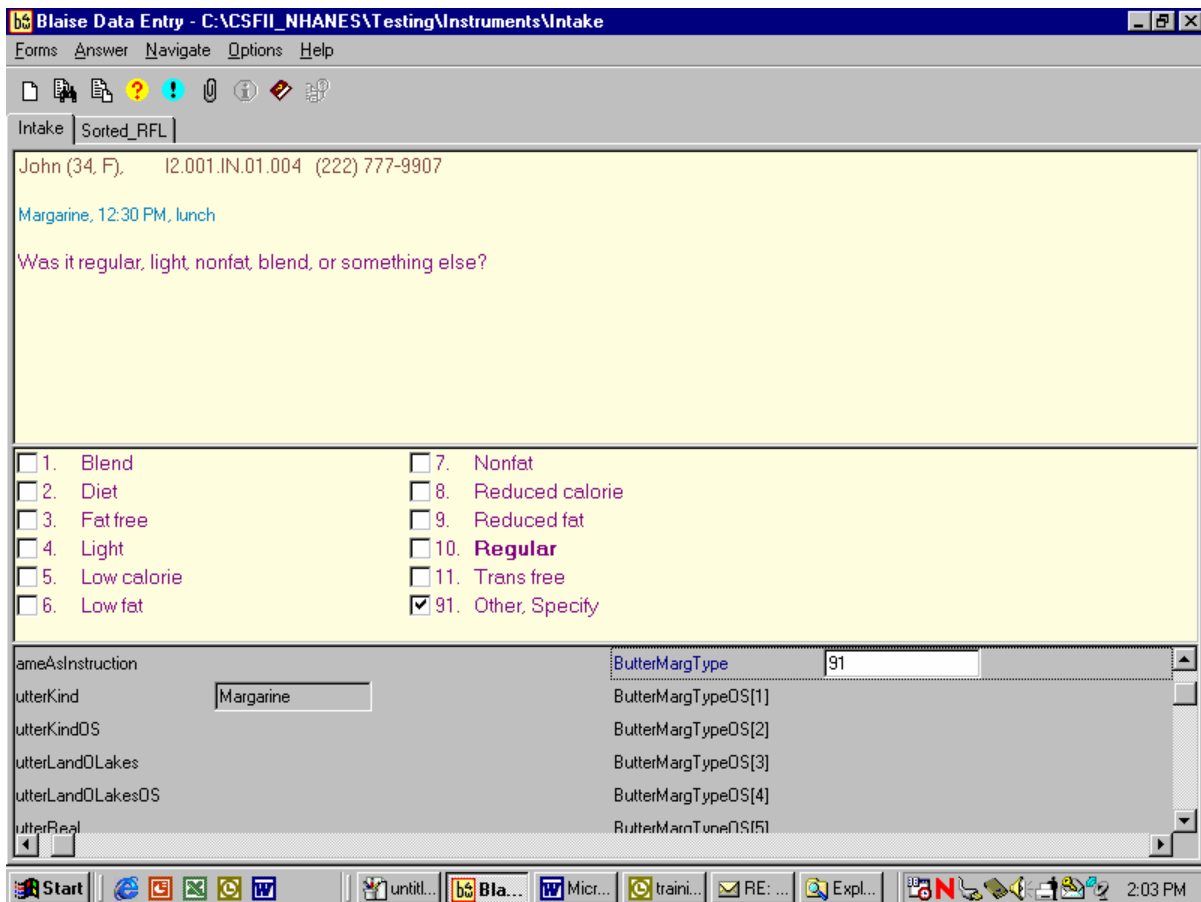 Blaise Data Entry - C:\CSFII_NHANES\Testing\Instruments\Intake
Forms Answer Navigate Options Help
Intake Sorted_RFL
John (34, F), I2.001.IN.01.004 (222) 777-9907
Margarine, 12:30 PM, lunch
Was it regular, light, nonfat, blend, or something else?
1. Blend
2. Diet
3. Fat free
4. Light
5. Low calorie
6. Low fat
7. Nonfat
8. Reduced calorie
9. Reduced fat
10. Regular
11. Trans free
91. Other, Specify
ameAsInstruction
utterKind Margarine
utterKindOS
utterLandOLakes
utterLandOLakesOS
utterReal
ButterMargType 91
ButterMargTypeOS[1]
ButterMargTypeOS[2]
ButterMargTypeOS[3]
ButterMargTypeOS[4]
ButterMargTypeOS[5]
Start untitl... Bla... Micr... traini... RE: ... Expl... 2:03 PM